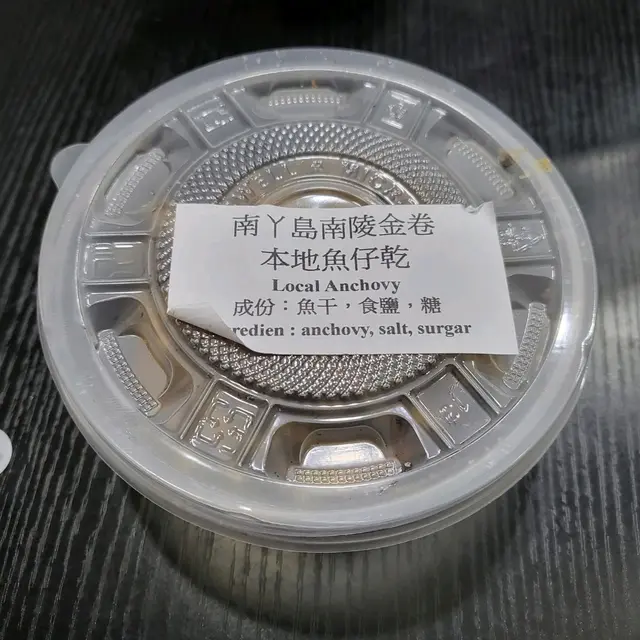 WELL
南丫島南陵金卷
本地魚仔乾
Local Anchovy
成份：魚干，食鹽，糖
redien : anchovy, salt, surgar